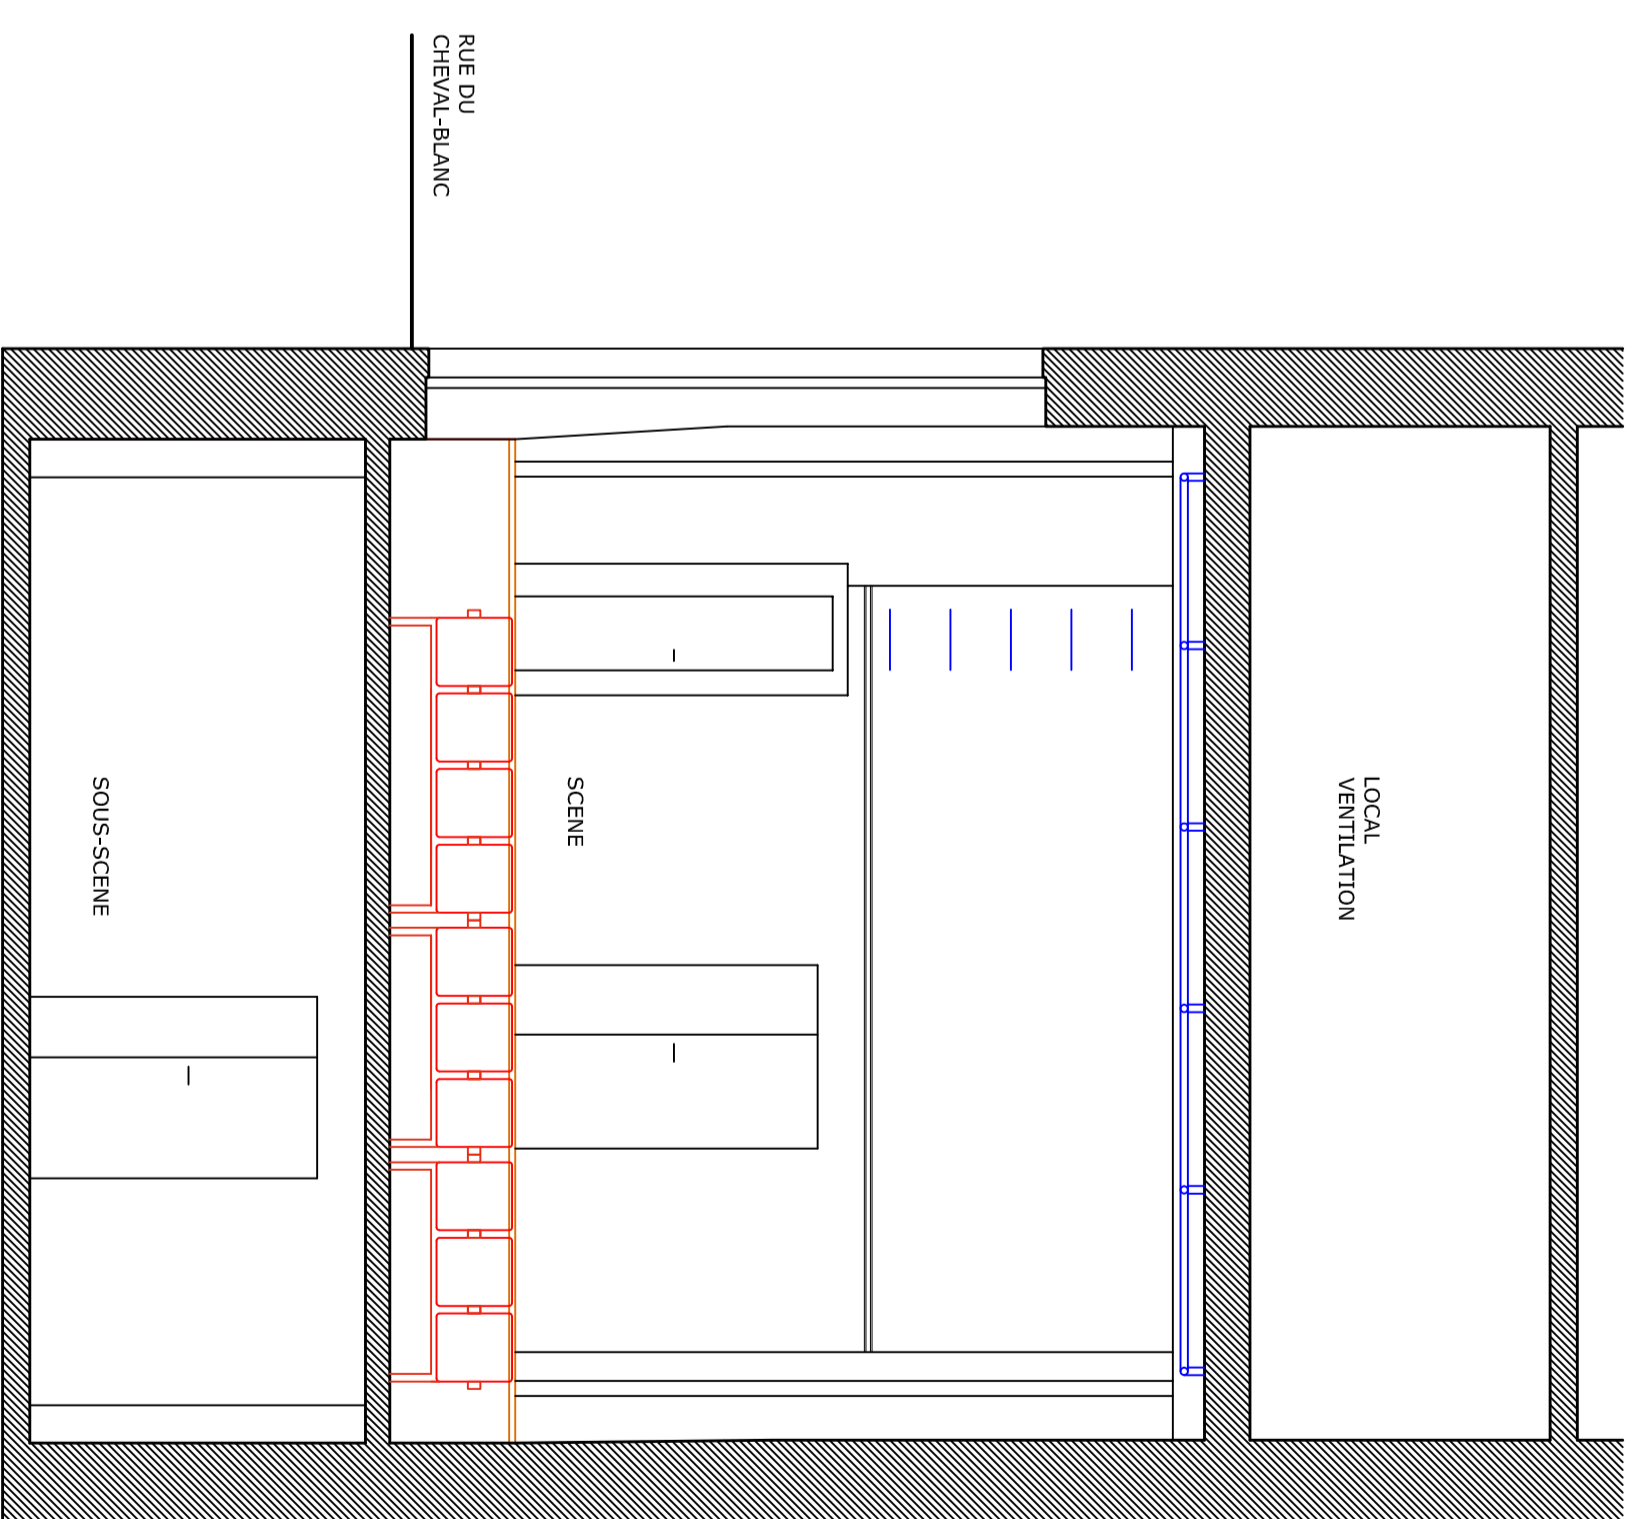 RUE DU
CHEVAL-BLANC
LOCAL
VENTILATION
SCENE
SOUS-SCENE